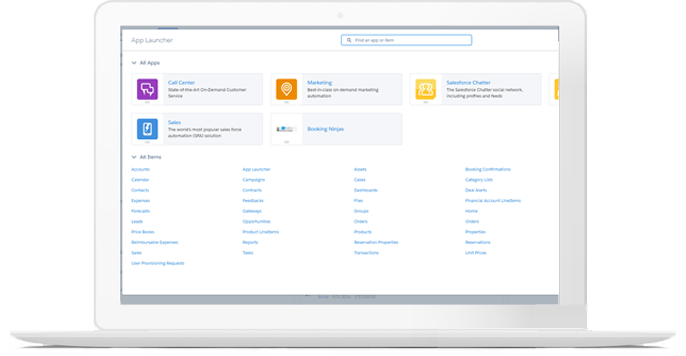 App Launcher
Find an app or item
All Apps
Call Center
State-of-the-Art On-Demand Customer
Service
Marketing
Best-in-class on-demand marketing
automation
Salesforce Chatter
The Salesforce Chatter social network,
including profiles and feeds
Sales
The world's most popular sales force
automation (SFA) solution
Booking Ninjas
All Items
Accounts App Launcher Assets Booking Confirmations
Calendar Campaigns Cases Category Lists
Contacts Contracts Dashboards Deal Alerts
Expenses Feedbacks Files Financial Account LineItems
Forecasts Gateways Groups Home
Leads Opportunities Orders Orders
Price Books Product LineItems Products Properties
Reimbursable Expenses Reports Reservation Properties Reservations
Sales Tasks Transactions Unit Prices
User Provisioning Requests